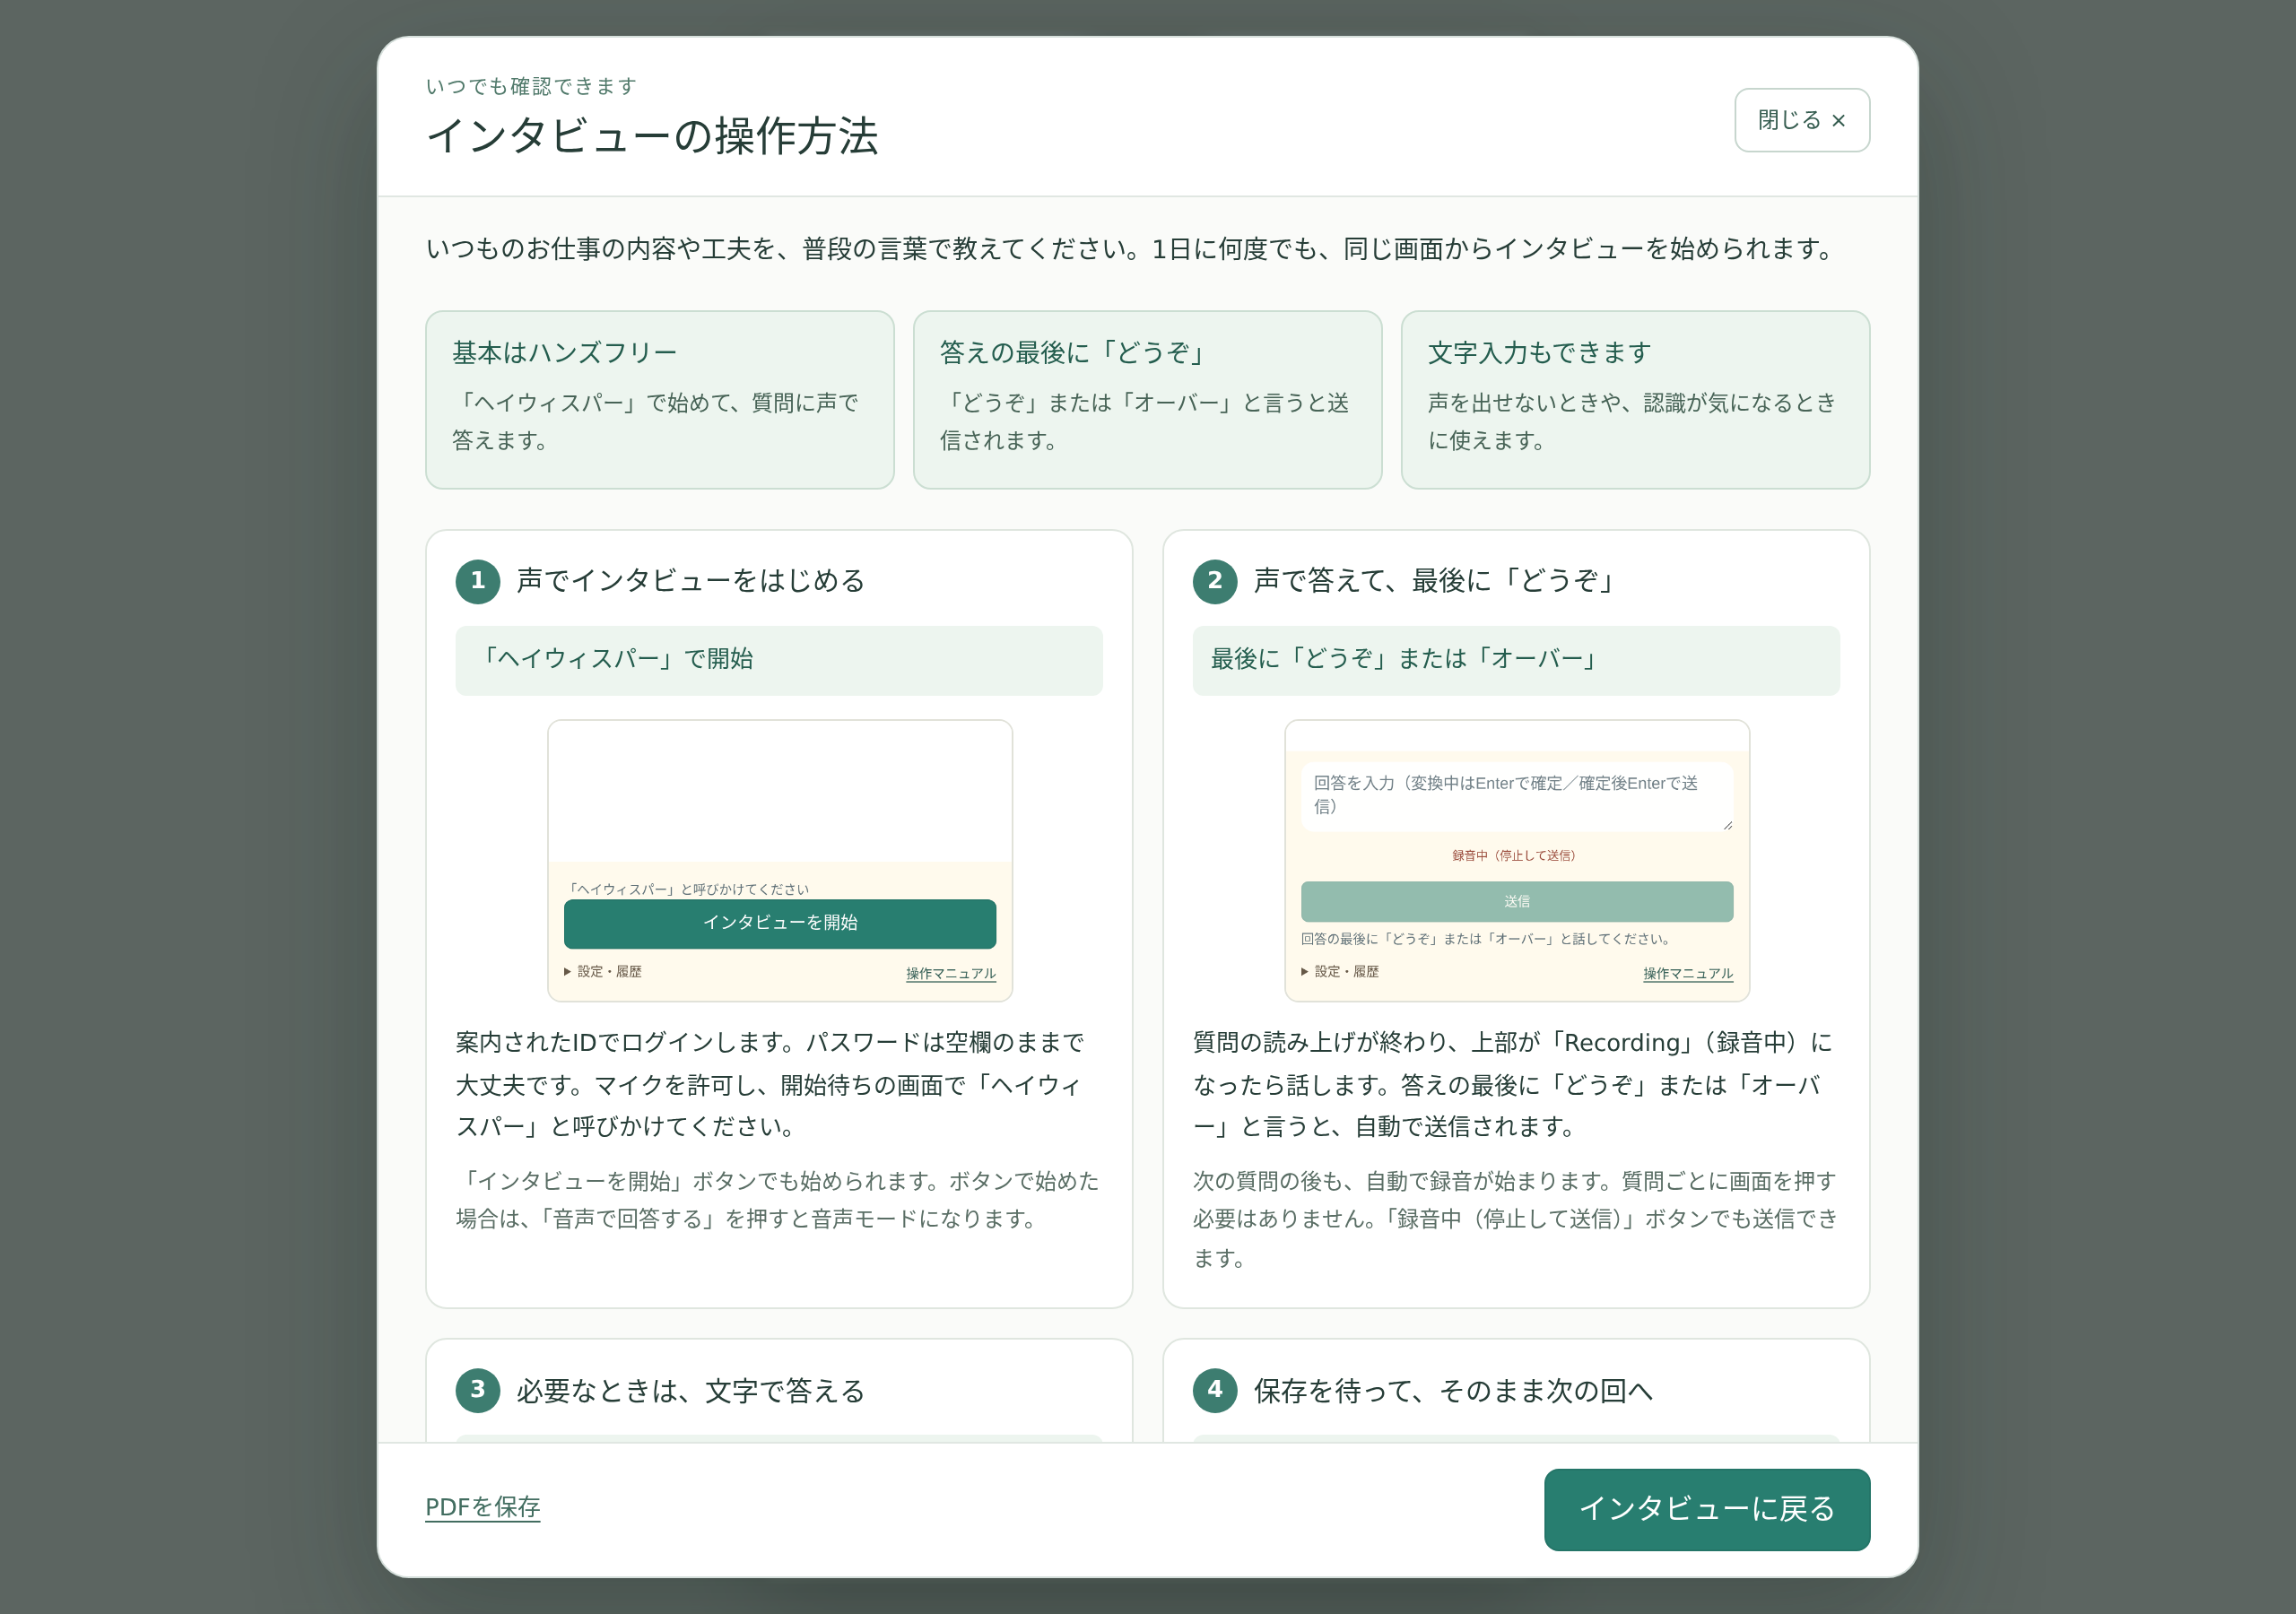 いつでも確認できます
インタビューの操作方法
閉じる ×
いつものお仕事の内容や工夫を、普段の言葉で教えてください。1日に何度でも、同じ画面からインタビューを始められます。
基本はハンズフリー
「ヘイウィスパー」で始めて、質問に声で
答えます。
答えの最後に「どうぞ」
「どうぞ」または「オーバー」と言うと送
信されます。
文字入力もできます
声を出せないときや、認識が気になるとき
に使えます。
1 声でインタビューをはじめる
「ヘイウィスパー」で開始
「ヘイウィスパー」と呼びかけてください
インタビューを開始
▶ 設定・履歴
操作マニュアル
案内されたIDでログインします。パスワードは空欄のままで
大丈夫です。マイクを許可し、開始待ちの画面で「ヘイウィ
スパー」と呼びかけてください。
「インタビューを開始」ボタンでも始められます。ボタンで始めた
場合は、「音声で回答する」を押すと音声モードになります。
2 声で答えて、最後に「どうぞ」
最後に「どうぞ」または「オーバー」
回答を入力（変換中はEnterで確定／確定後Enterで送
信）
録音中（停止して送信）
送信
回答の最後に「どうぞ」または「オーバー」と話してください。
▶ 設定・履歴
操作マニュアル
質問の読み上げが終わり、上部が「Recording」（録音中）に
なったら話します。答えの最後に「どうぞ」または「オーバ
ー」と言うと、自動で送信されます。
次の質問の後も、自動で録音が始まります。質問ごとに画面を押す
必要はありません。「録音中（停止して送信）」ボタンでも送信でき
ます。
3 必要なときは、文字で答える
4 保存を待って、そのまま次の回へ
PDFを保存
インタビューに戻る